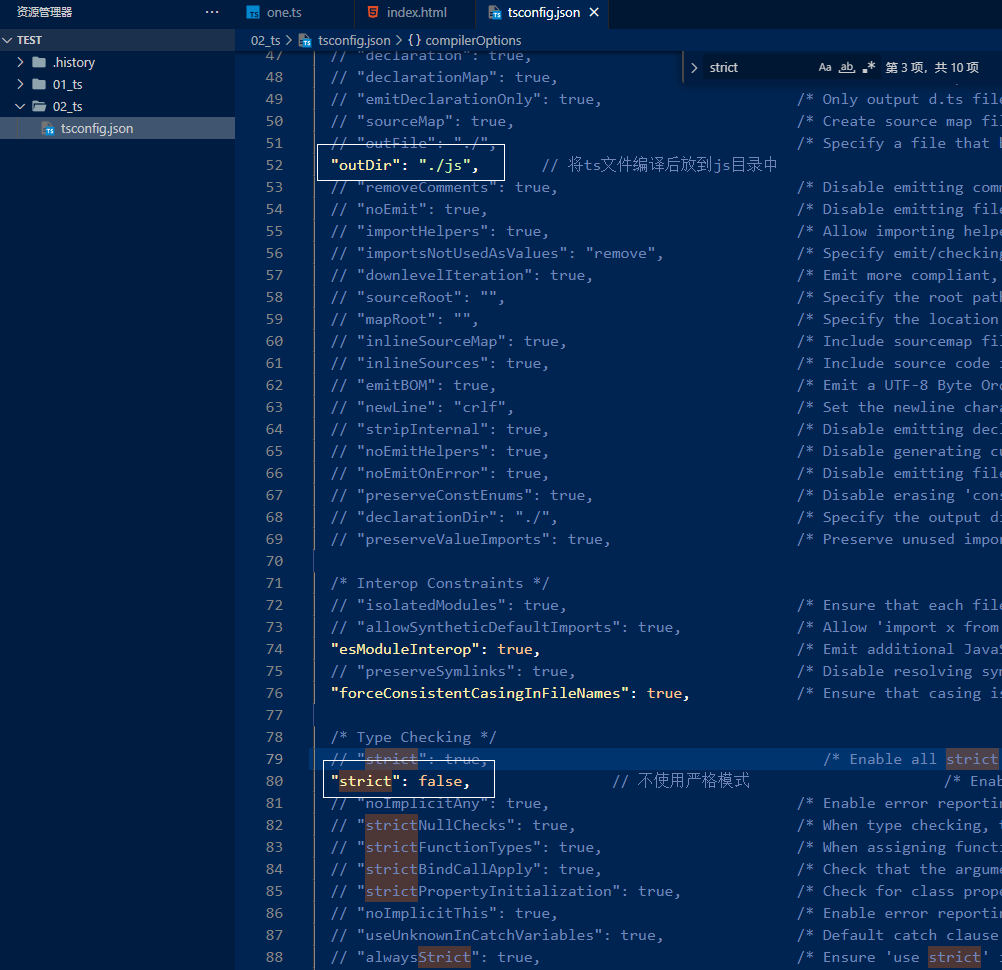 资源管理器 ···
one.ts
index.html
tsconfig.json ×
TEST
.history
01_ts
02_ts
tsconfig.json
02_ts > tsconfig.json > {} compilerOptions
strict Aa ab .* 第 3 项，共 10 项
47 // "declaration": true,
48 // "declarationMap": true,
49 // "emitDeclarationOnly": true, /* Only output d.ts file
50 // "sourceMap": true, /* Create source map fil
51 // "outFile": "./", /* Specify a file that b
52 "outDir": "./js", // 将ts文件编译后放到js目录中
53 // "removeComments": true, /* Disable emitting comm
54 // "noEmit": true, /* Disable emitting file
55 // "importHelpers": true, /* Allow importing helpe
56 // "importsNotUsedAsValues": "remove", /* Specify emit/checking
57 // "downlevelIteration": true, /* Emit more compliant,
58 // "sourceRoot": "", /* Specify the root path
59 // "mapRoot": "", /* Specify the location
60 // "inlineSourceMap": true, /* Include sourcemap fil
61 // "inlineSources": true, /* Include source code i
62 // "emitBOM": true, /* Emit a UTF-8 Byte Ord
63 // "newLine": "crlf", /* Set the newline chara
64 // "stripInternal": true, /* Disable emitting decl
65 // "noEmitHelpers": true, /* Disable generating cu
66 // "noEmitOnError": true, /* Disable emitting file
67 // "preserveConstEnums": true, /* Disable erasing 'cons
68 // "declarationDir": "./", /* Specify the output di
69 // "preserveValueImports": true, /* Preserve unused impor
70
71 /* Interop Constraints */
72 // "isolatedModules": true, /* Ensure that each file
73 // "allowSyntheticDefaultImports": true, /* Allow 'import x from
74 "esModuleInterop": true, /* Emit additional JavaS
75 // "preserveSymlinks": true, /* Disable resolving sym
76 "forceConsistentCasingInFileNames": true, /* Ensure that casing is
77
78 /* Type Checking */
79 // "strict": true, /* Enable all strict
80 "strict": false, // 不使用严格模式 /* Enab
81 // "noImplicitAny": true, /* Enable error reportin
82 // "strictNullChecks": true, /* When type checking, t
83 // "strictFunctionTypes": true, /* When assigning functi
84 // "strictBindCallApply": true, /* Check that the argume
85 // "strictPropertyInitialization": true, /* Check for class prope
86 // "noImplicitThis": true, /* Enable error reportin
87 // "useUnknownInCatchVariables": true, /* Default catch clause
88 // "alwaysStrict": true, /* Ensure 'use strict' i